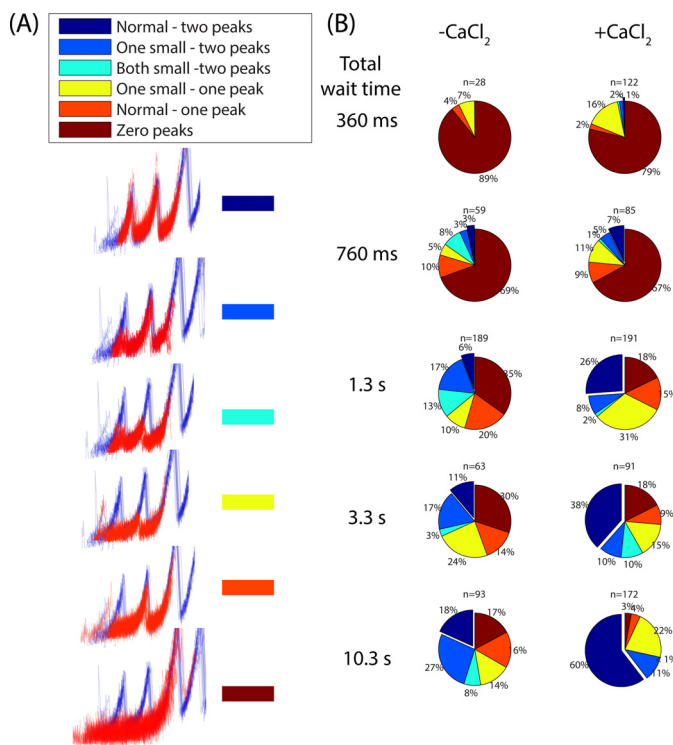 (A)
Normal - two peaks
One small - two peaks
Both small -two peaks
One small - one peak
Normal - one peak
Zero peaks
(B)
-CaCl2
+CaCl2
Total
wait time
360 ms
n=28
7%
4%
89%
n=122
2% 1%
16%
2%
79%
760 ms
n=59
3%
3%
8%
5%
10%
69%
n=85
7%
5%
1%
11%
9%
67%
1.3 s
n=189
6%
17%
35%
13%
10%
20%
n=191
26%
18%
15%
8%
2%
31%
3.3 s
n=63
11%
30%
17%
3%
14%
24%
n=91
18%
38%
9%
15%
10%
10%
10.3 s
n=93
18%
17%
16%
27%
14%
8%
n=172
3% 4%
22%
1%
60%
11%